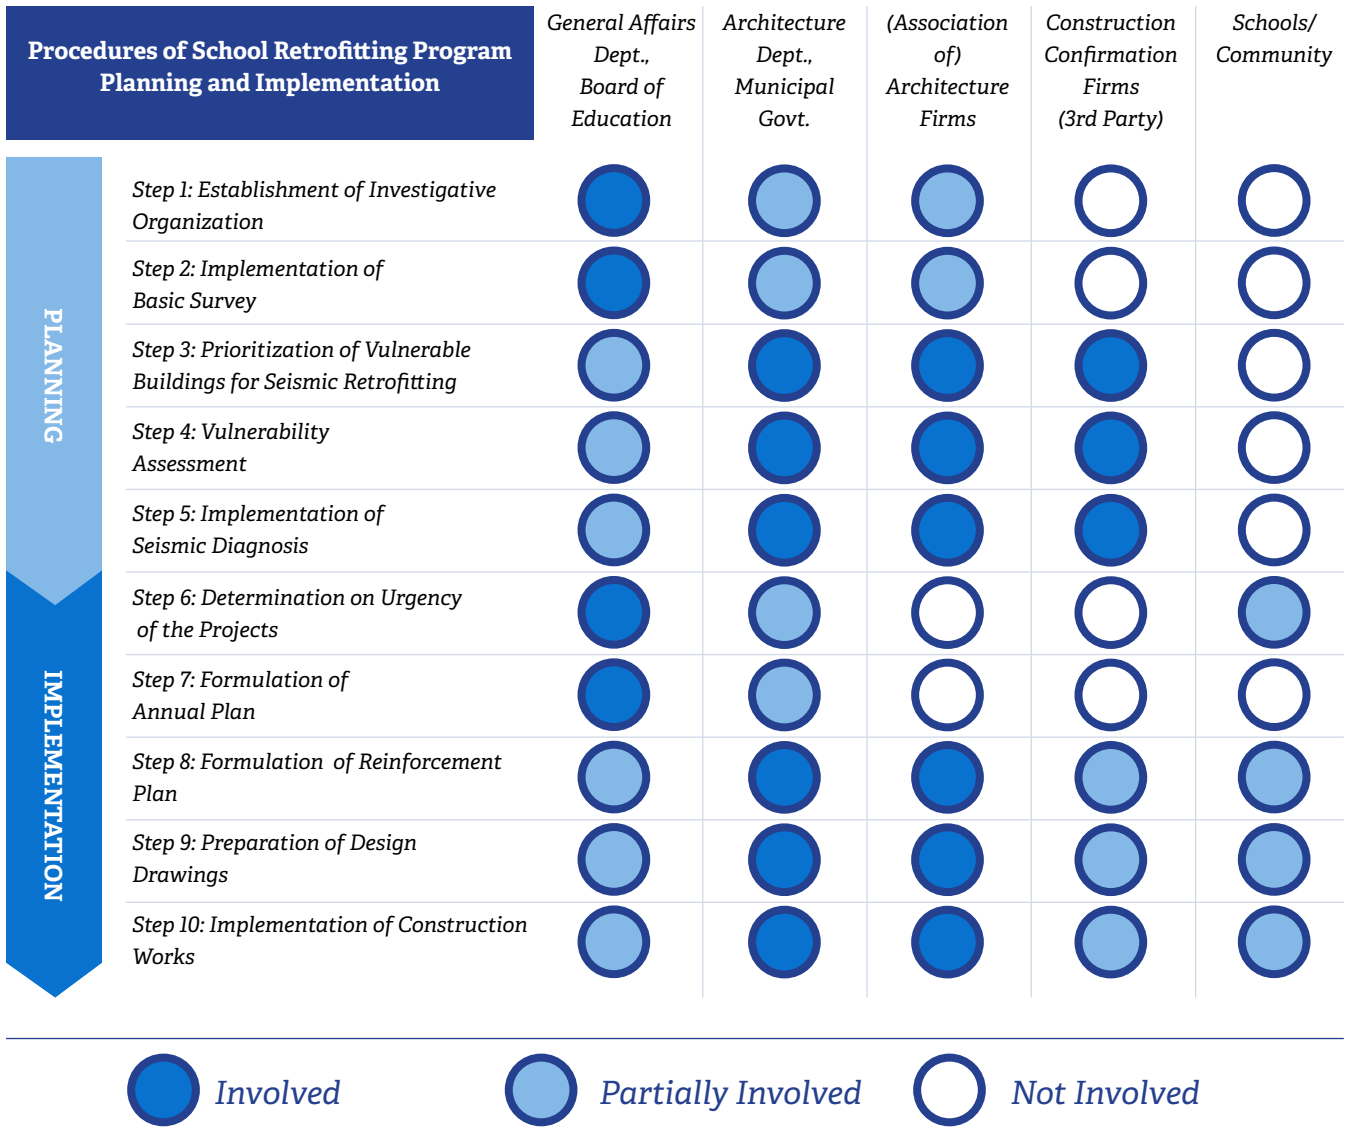 Procedures of School Retrofitting Program
Planning and Implementation
General Affairs
Dept.,
Board of
Education
Architecture
Dept.,
Municipal
Govt.
(Association
of)
Architecture
Firms
Construction
Confirmation
Firms
(3rd Party)
Schools/
Community
PLANNING
Step 1: Establishment of Investigative
Organization
Step 2: Implementation of
Basic Survey
Step 3: Prioritization of Vulnerable
Buildings for Seismic Retrofitting
Step 4: Vulnerability
Assessment
Step 5: Implementation of
Seismic Diagnosis
IMPLEMENTATION
Step 6: Determination on Urgency
of the Projects
Step 7: Formulation of
Annual Plan
Step 8: Formulation of Reinforcement
Plan
Step 9: Preparation of Design
Drawings
Step 10: Implementation of Construction
Works
Involved
Partially Involved
Not Involved